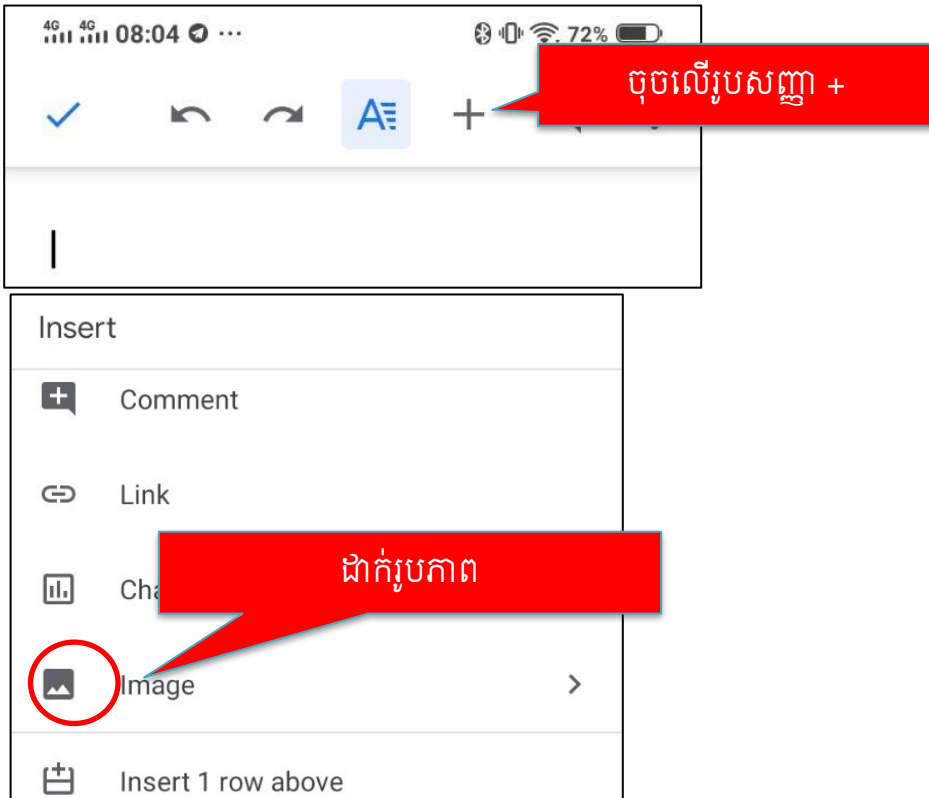 4G 4G 08:04 ... 72%
ចុចលើរូបសញ្ញា +
Insert
Comment
Link
ដាក់រូបភាព
Image
Insert 1 row above